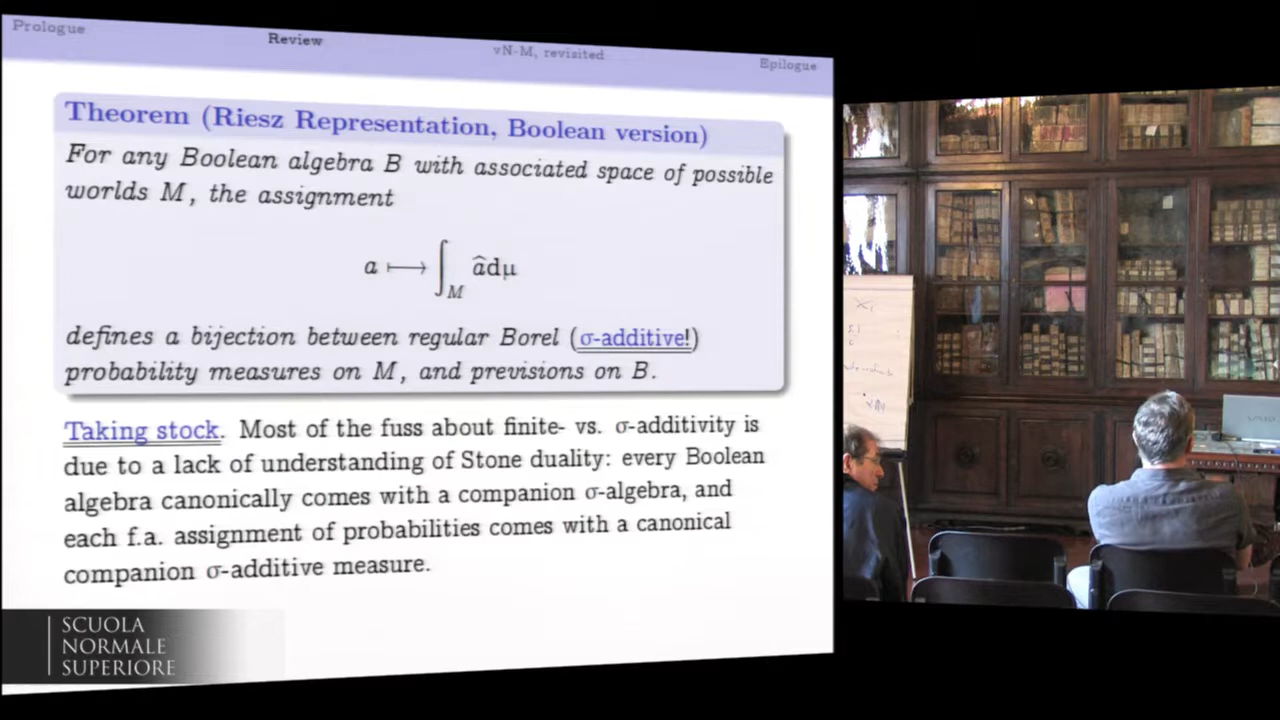 Prologue
Review
vN-M, revisited
Epilogue
Theorem (Riesz Representation, Boolean version)
For any Boolean algebra B with associated space of possible
worlds M, the assignment
a ⟼ ∫_M âdμ
defines a bijection between regular Borel (σ-additive!)
probability measures on M, and previsions on B.
Taking stock. Most of the fuss about finite- vs. σ-additivity is
due to a lack of understanding of Stone duality: every Boolean
algebra canonically comes with a companion σ-algebra, and
each f.a. assignment of probabilities comes with a canonical
companion σ-additive measure.
SCUOLA
NORMALE
SUPERIORE